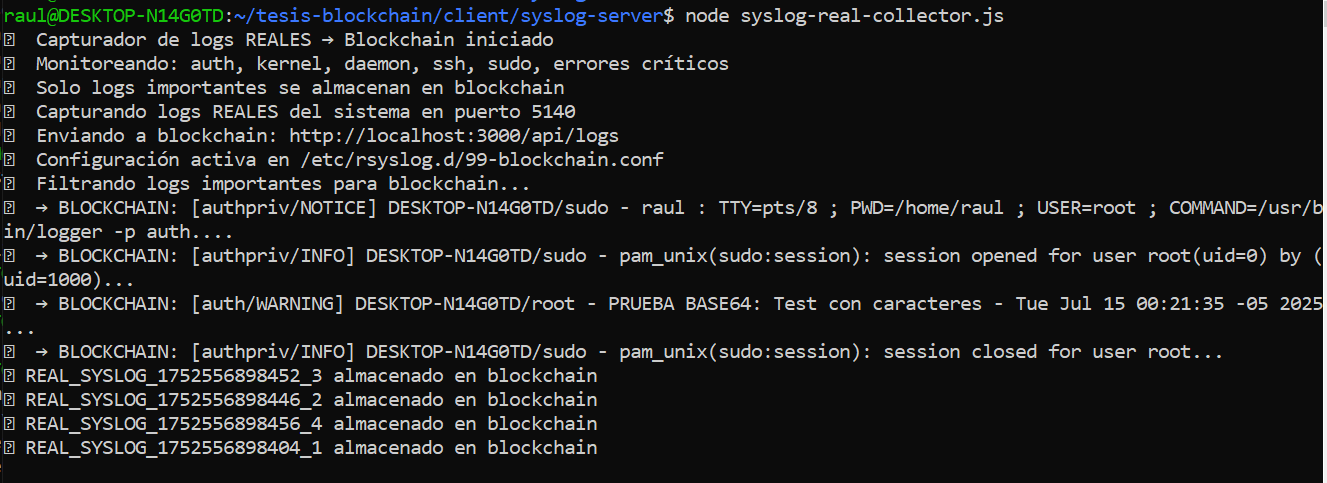 raul@DESKTOP-N14G0TD:~/tesis-blockchain/client/syslog-server$ node syslog-real-collector.js
Capturador de logs REALES → Blockchain iniciado
Monitoreando: auth, kernel, daemon, ssh, sudo, errores críticos
Solo logs importantes se almacenan en blockchain
Capturando logs REALES del sistema en puerto 5140
Enviando a blockchain: http://localhost:3000/api/logs
Configuración activa en /etc/rsyslog.d/99-blockchain.conf
Filtrando logs importantes para blockchain...
→ BLOCKCHAIN: [authpriv/NOTICE] DESKTOP-N14G0TD/sudo - raul : TTY=pts/8 ; PWD=/home/raul ; USER=root ; COMMAND=/usr/b
in/logger -p auth....
→ BLOCKCHAIN: [authpriv/INFO] DESKTOP-N14G0TD/sudo - pam_unix(sudo:session): session opened for user root(uid=0) by (
uid=1000)...
→ BLOCKCHAIN: [auth/WARNING] DESKTOP-N14G0TD/root - PRUEBA BASE64: Test con caracteres - Tue Jul 15 00:21:35 -05 2025
...
→ BLOCKCHAIN: [authpriv/INFO] DESKTOP-N14G0TD/sudo - pam_unix(sudo:session): session closed for user root...
REAL_SYSLOG_1752556898452_3 almacenado en blockchain
REAL_SYSLOG_1752556898446_2 almacenado en blockchain
REAL_SYSLOG_1752556898456_4 almacenado en blockchain
REAL_SYSLOG_1752556898404_1 almacenado en blockchain